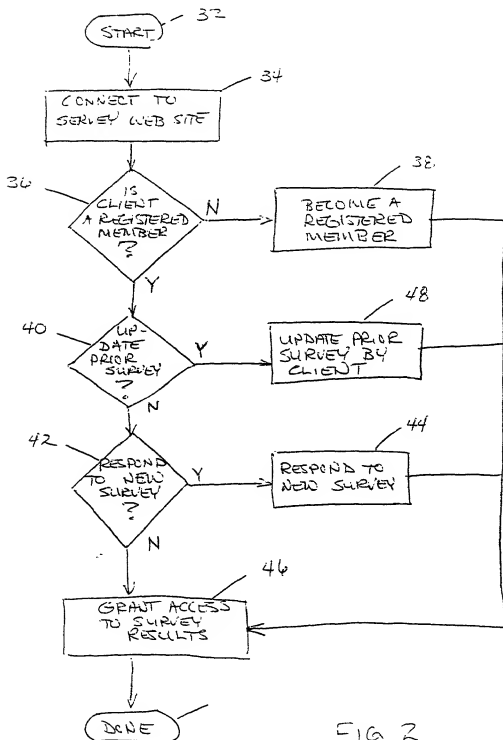 START
32
34
CONNECT TO
SERVEY WEB SITE
36
IS
CLIENT
A REGISTERED
MEMBER
?
N
38
BECOME A
REGISTERED
MEMBER
Y
40
UP-
DATE
PRIOR
SURVEY
?
Y
48
UPDATE PRIOR
SURVEY BY
CLIENT
N
42
RESPOND
TO NEW
SURVEY
?
Y
44
RESPOND TO
NEW SURVEY
N
46
GRANT ACCESS
TO SURVEY
RESULTS
DONE
FIG 2